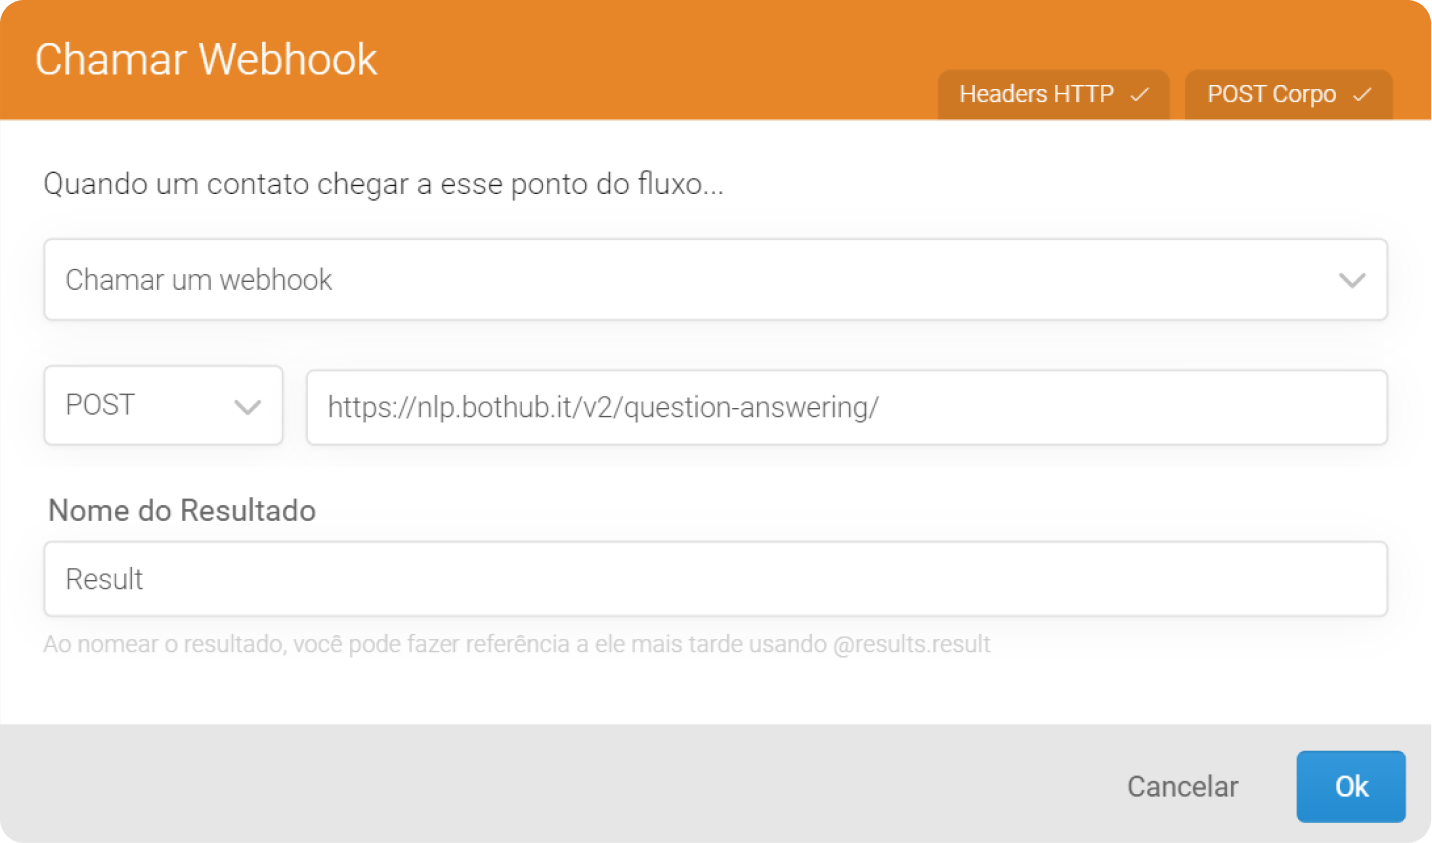 Chamar Webhook
Headers HTTP
POST Corpo
Quando um contato chegar a esse ponto do fluxo...
Chamar um webhook
POST
https://nlp.bothub.it/v2/question-answering/
Nome do Resultado
Result
Ao nomear o resultado, você pode fazer referência a ele mais tarde usando @results.result
Cancelar
Ok